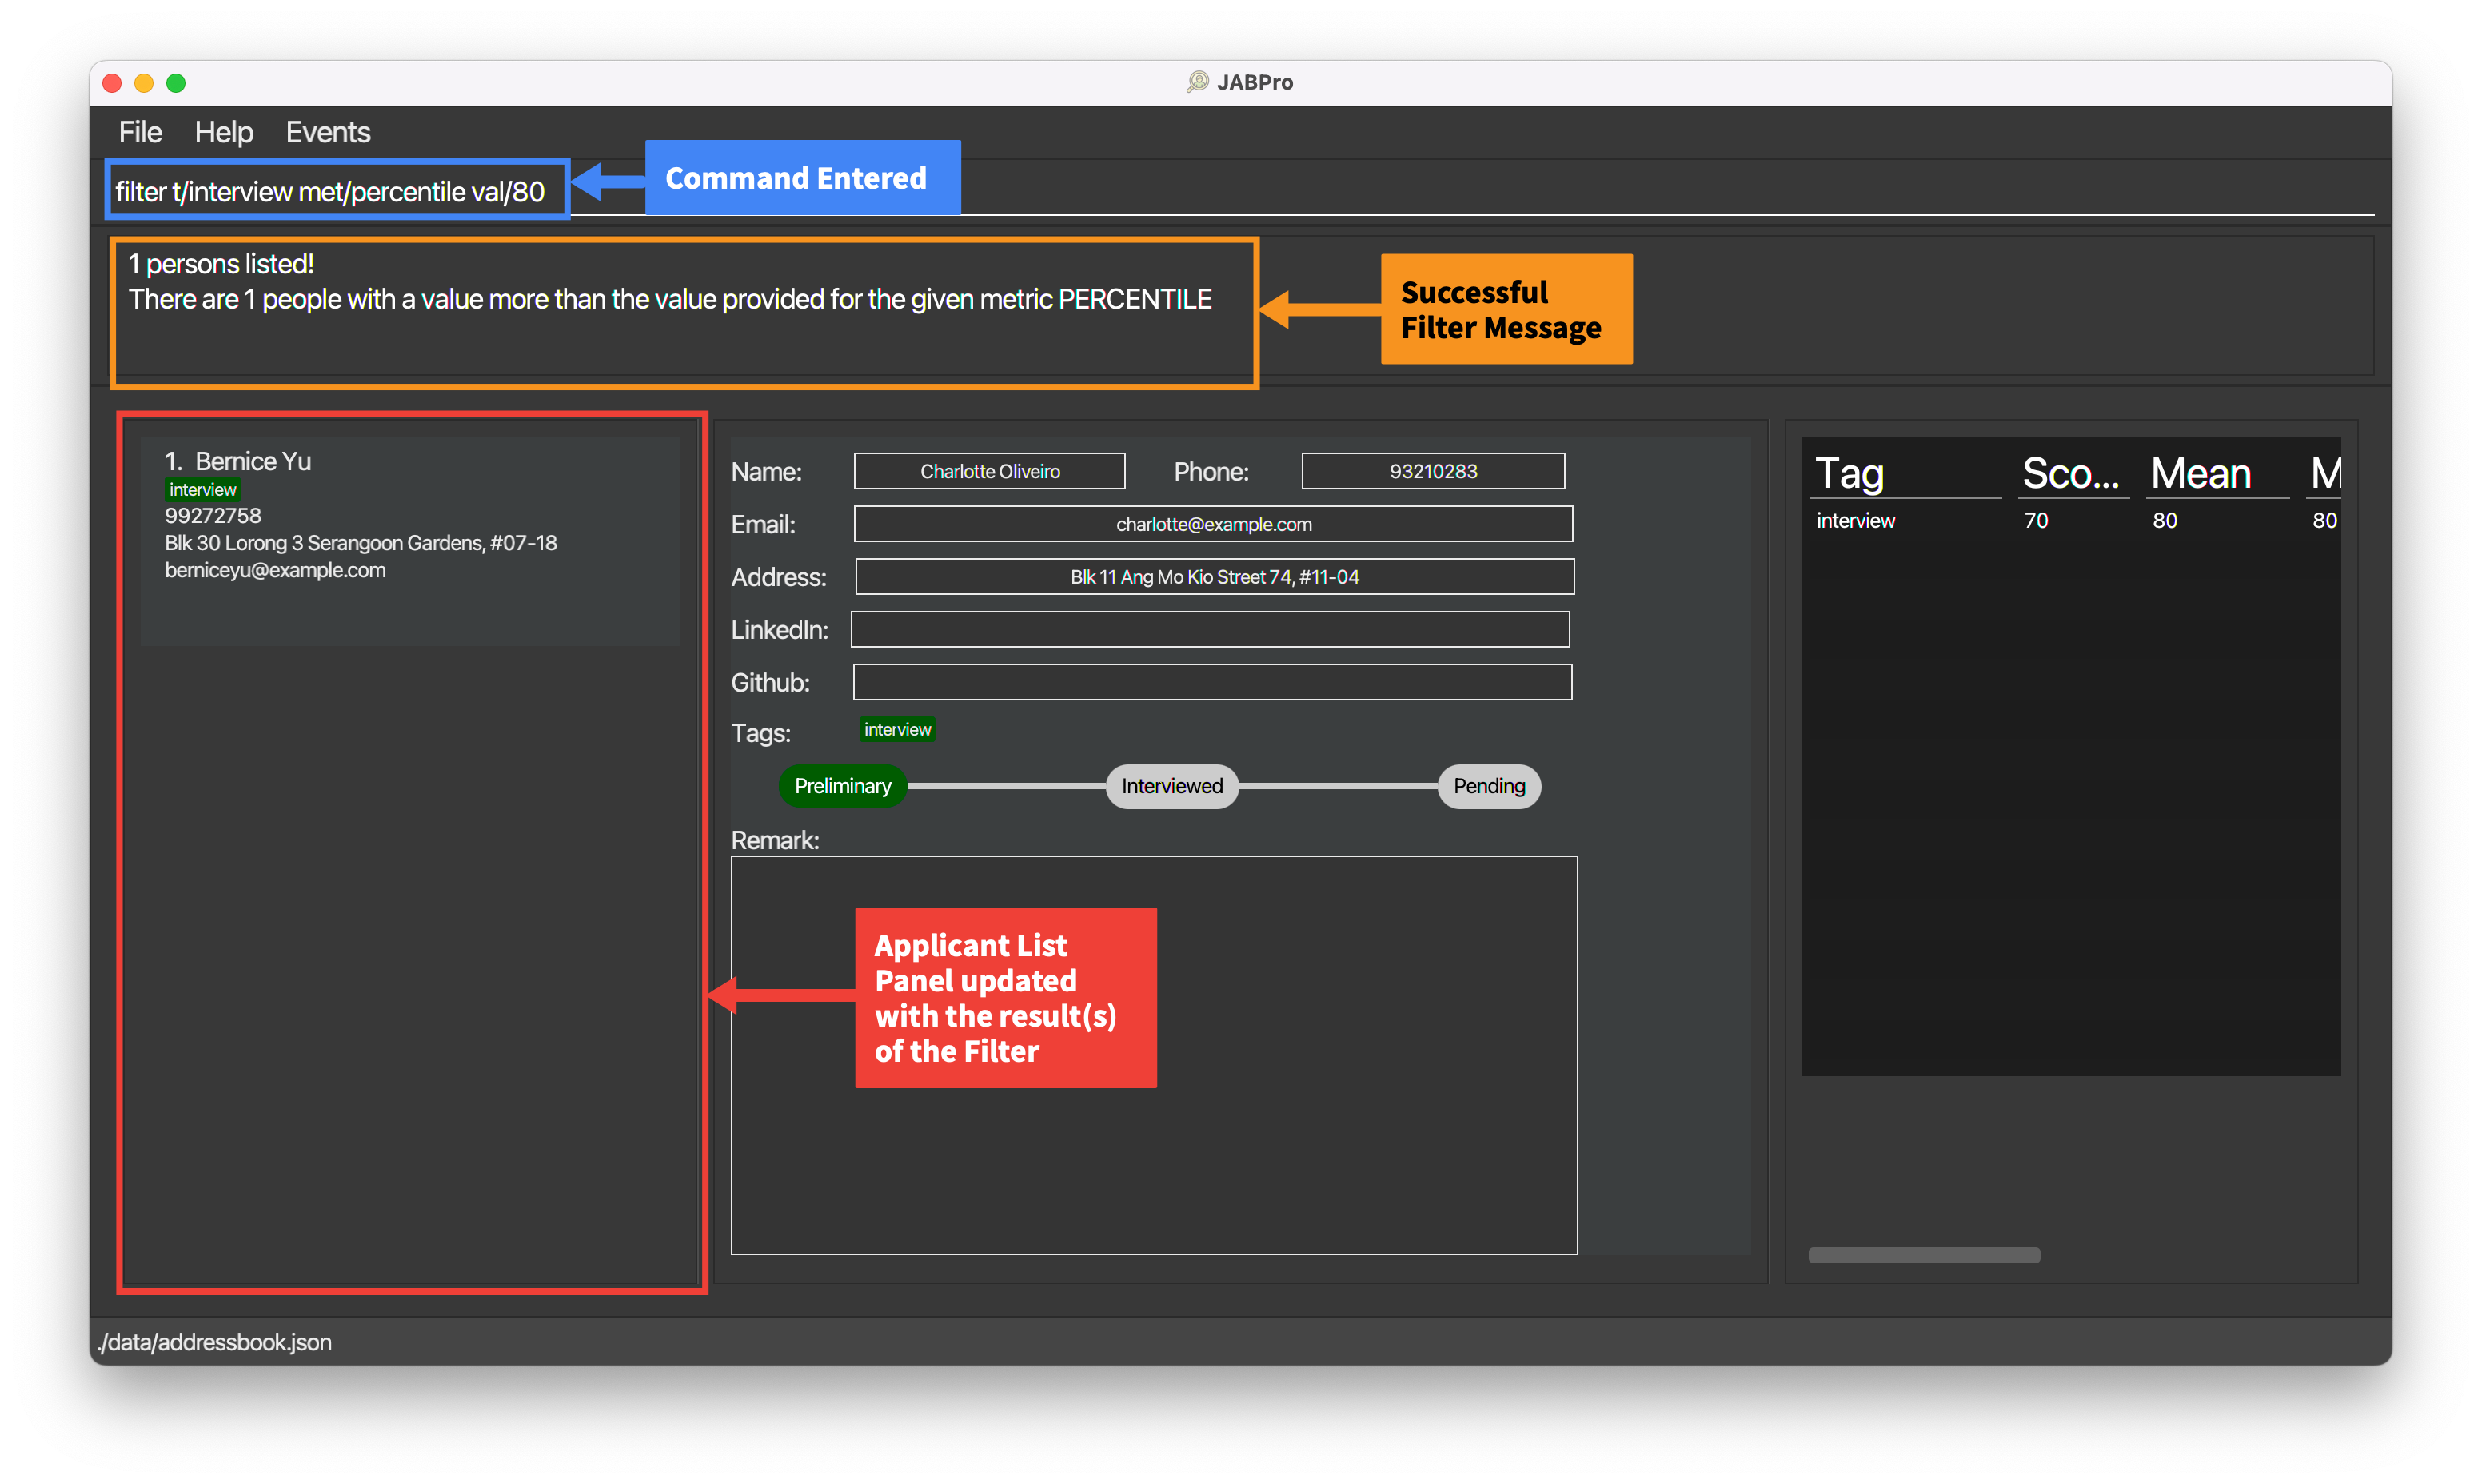 JABPro
File Help Events
filter t/interview met/percentile val/80
Command Entered
1 persons listed!
There are 1 people with a value more than the value provided for the given metric PERCENTILE
Successful
Filter Message
1. Bernice Yu
interview
99272758
Blk 30 Lorong 3 Serangoon Gardens, #07-18
berniceyu@example.com
Name: Charlotte Oliveiro Phone: 93210283
Email: charlotte@example.com
Address: Blk 11 Ang Mo Kio Street 74, #11-04
LinkedIn:
Github:
Tags: interview
Preliminary Interviewed Pending
Remark:
Applicant List
Panel updated
with the result(s)
of the Filter
Tag Sco... Mean M
interview 70 80 80
./data/addressbook.json